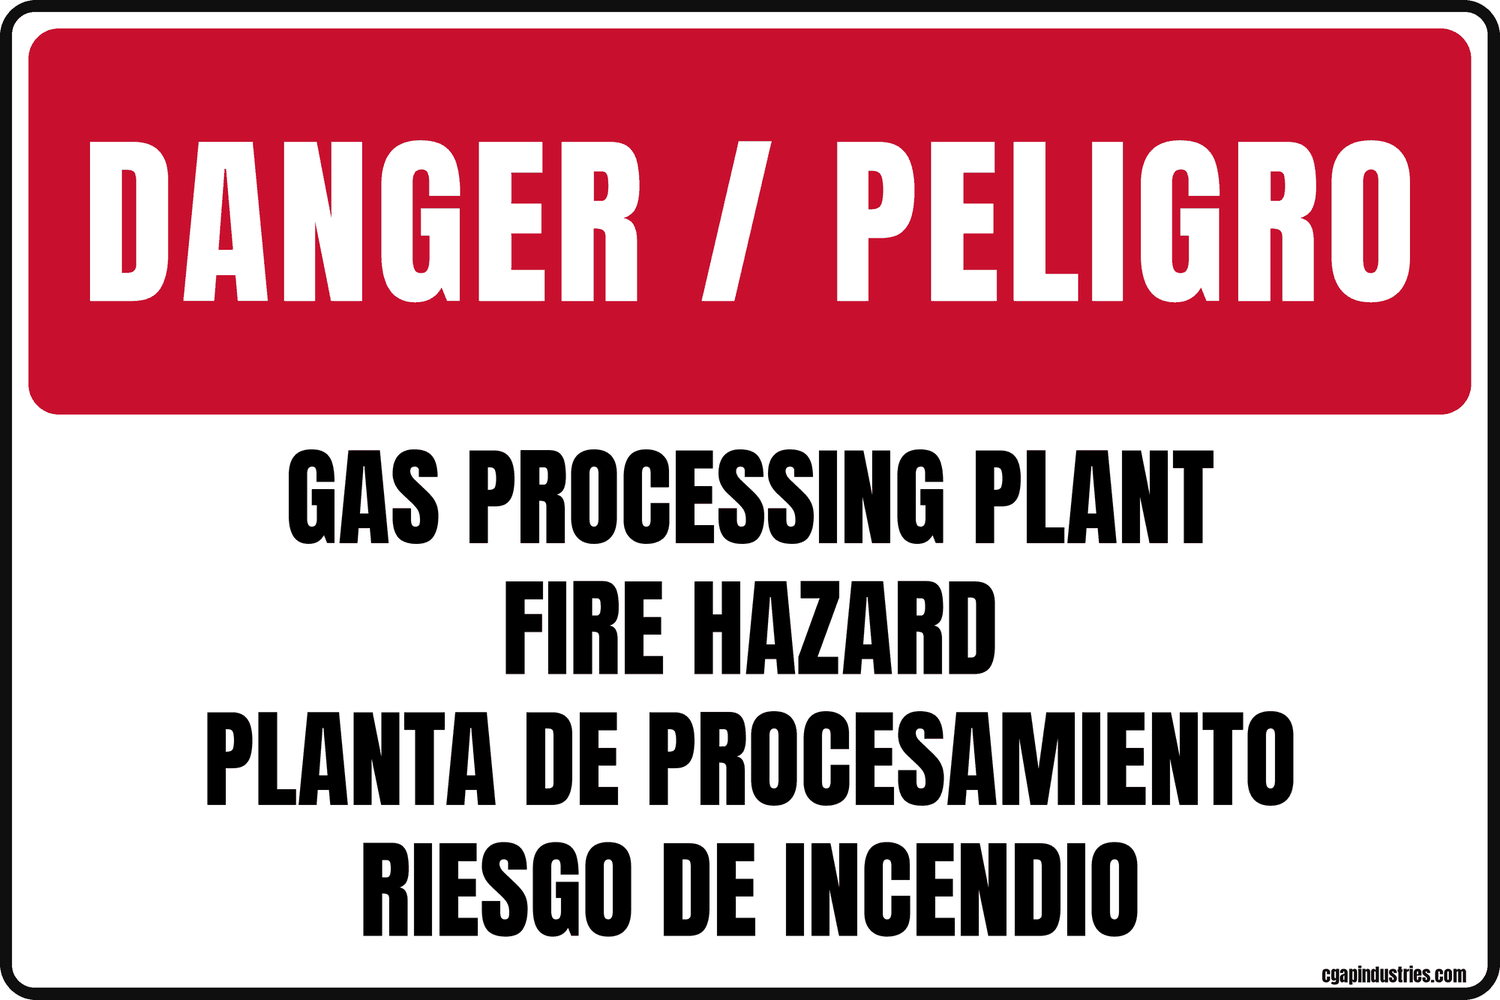 DANGER / PELIGRO
GAS PROCESSING PLANT
FIRE HAZARD
PLANTA DE PROCESAMIENTO
RIESGO DE INCENDIO
cgapindustries.com